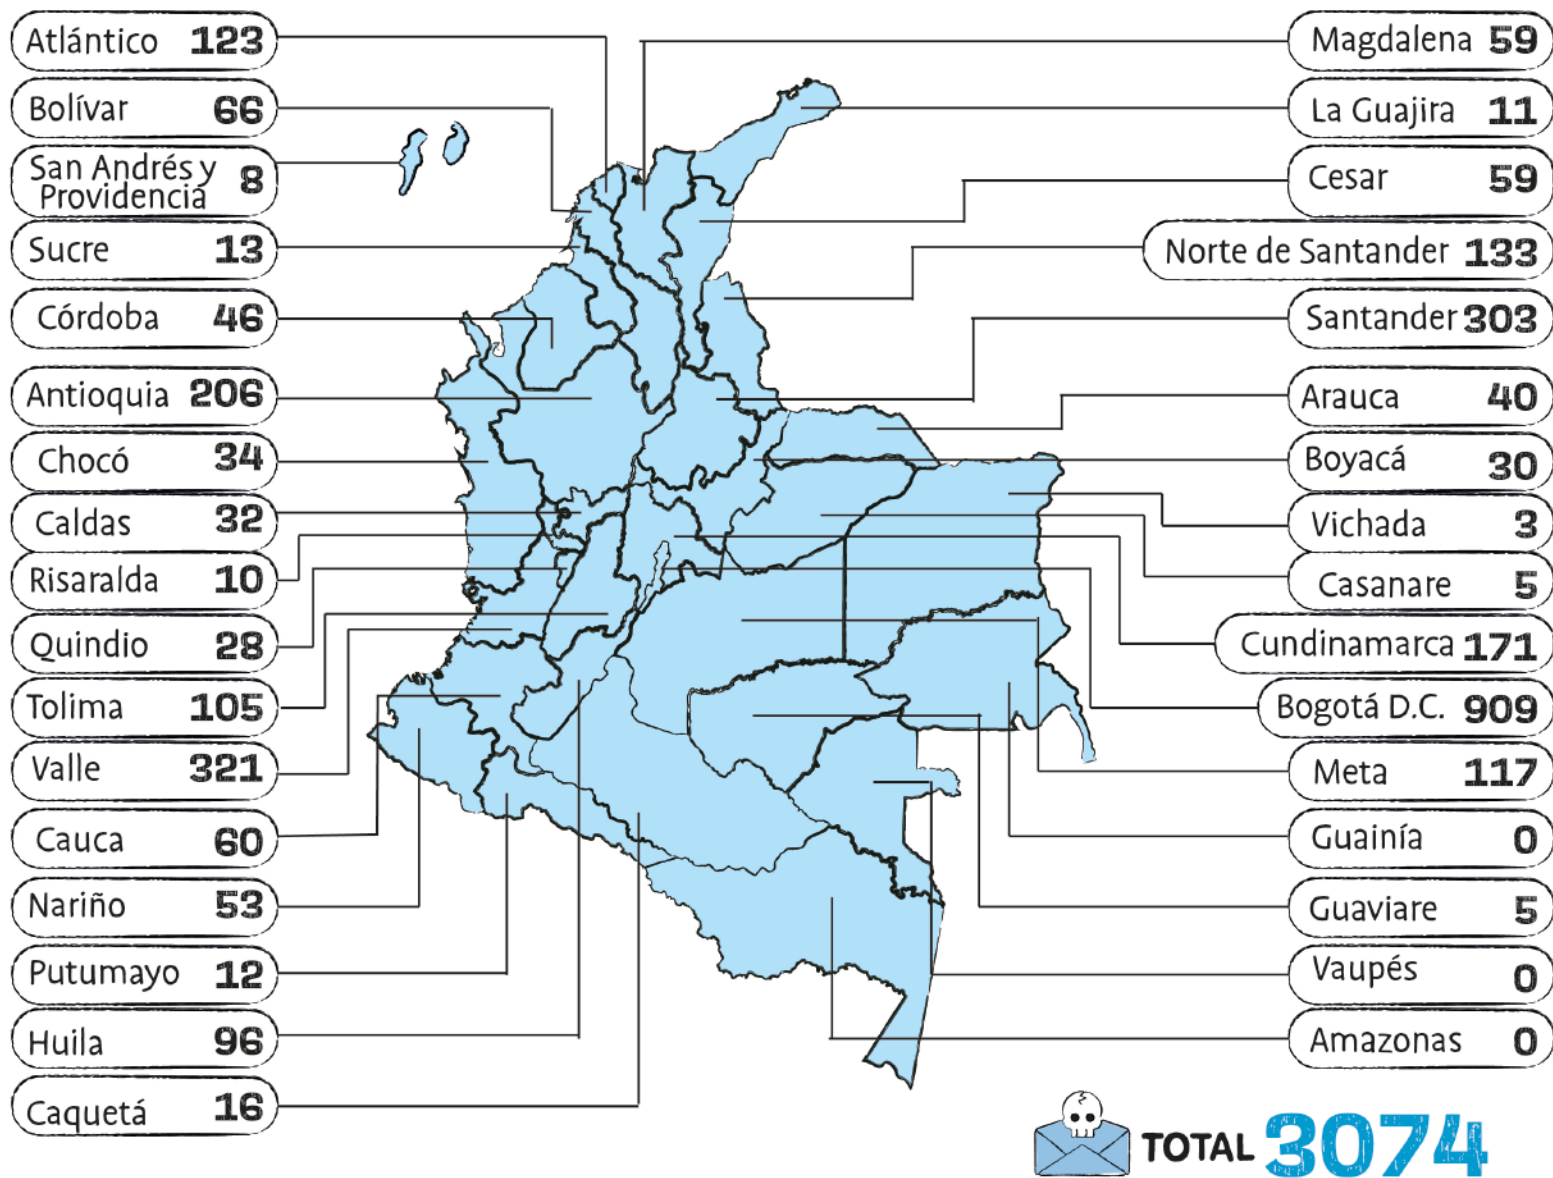 Atlántico 123
Bolívar 66
San Andrés y
Providencia 8
Sucre 13
Córdoba 46
Antioquia 206
Chocó 34
Caldas 32
Risaralda 10
Quindio 28
Tolima 105
Valle 321
Cauca 60
Nariño 53
Putumayo 12
Huila 96
Caquetá 16
Magdalena 59
La Guajira 11
Cesar 59
Norte de Santander 133
Santander 303
Arauca 40
Boyacá 30
Vichada 3
Casanare 5
Cundinamarca 171
Bogotá D.C. 909
Meta 117
Guainía 0
Guaviare 5
Vaupés 0
Amazonas 0
TOTAL 3074